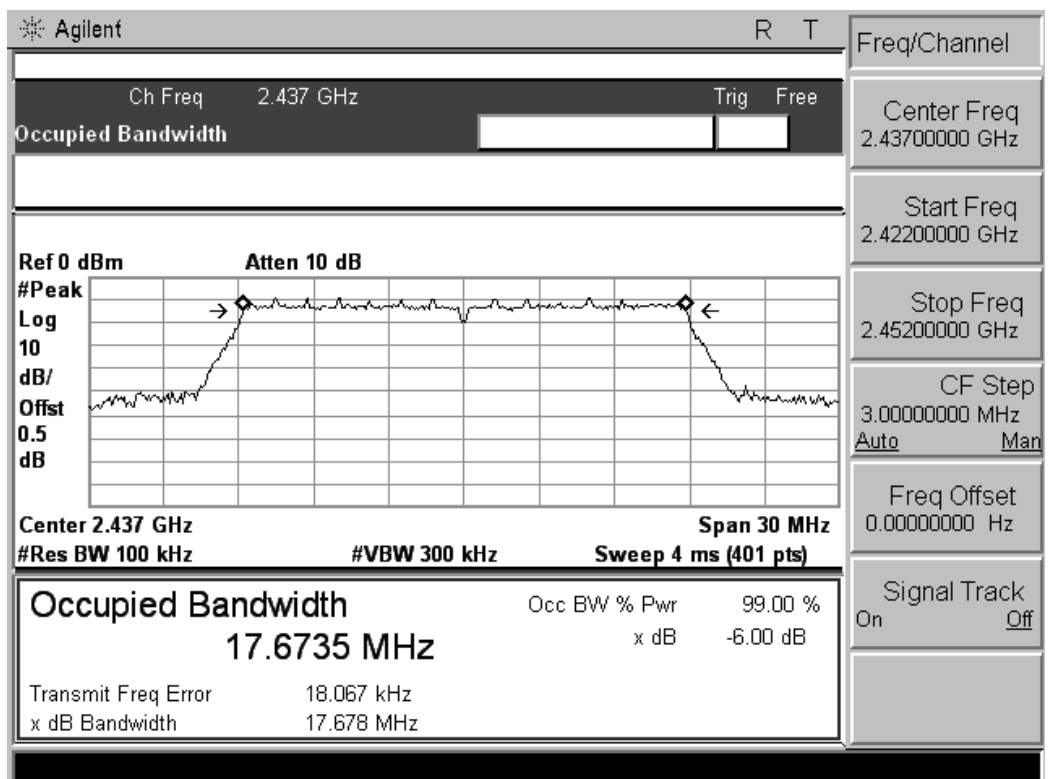 Agilent R T
Freq/Channel
Ch Freq 2.437 GHz Trig Free
Occupied Bandwidth
Center Freq
2.43700000 GHz
Start Freq
2.42200000 GHz
Stop Freq
2.45200000 GHz
CF Step
3.00000000 MHz
Auto Man
Freq Offset
0.00000000 Hz
Signal Track
On Off
Ref 0 dBm Atten 10 dB
#Peak
Log
10
dB/
Offst
0.5
dB
Center 2.437 GHz Span 30 MHz
#Res BW 100 kHz #VBW 300 kHz Sweep 4 ms (401 pts)
Occupied Bandwidth Occ BW % Pwr 99.00 %
17.6735 MHz x dB -6.00 dB
Transmit Freq Error 18.067 kHz
x dB Bandwidth 17.678 MHz